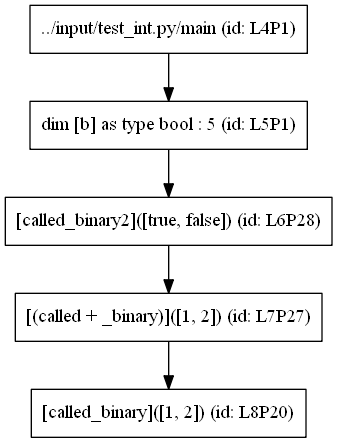 ../input/test_int.py/main (id: L4P1)
dim [b] as type bool : 5 (id: L5P1)
[called_binary2]([true, false]) (id: L6P28)
[(called + _binary)]([1, 2]) (id: L7P27)
[called_binary]([1, 2]) (id: L8P20)